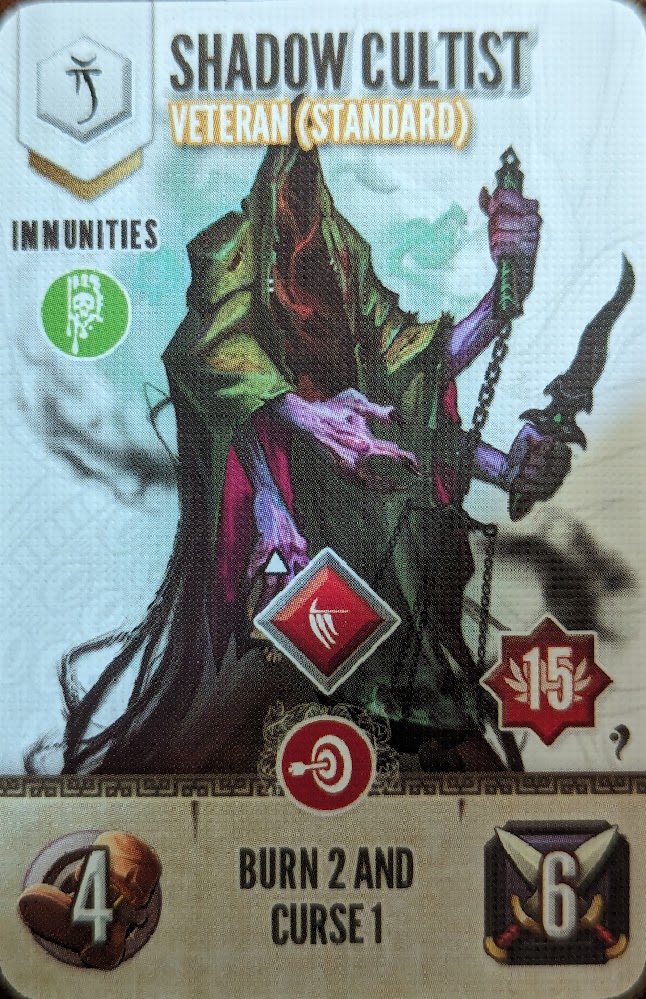 SHADOW CULTIST
VETERAN (STANDARD)
IMMUNITIES
15
4
BURN 2 AND
CURSE 1
6